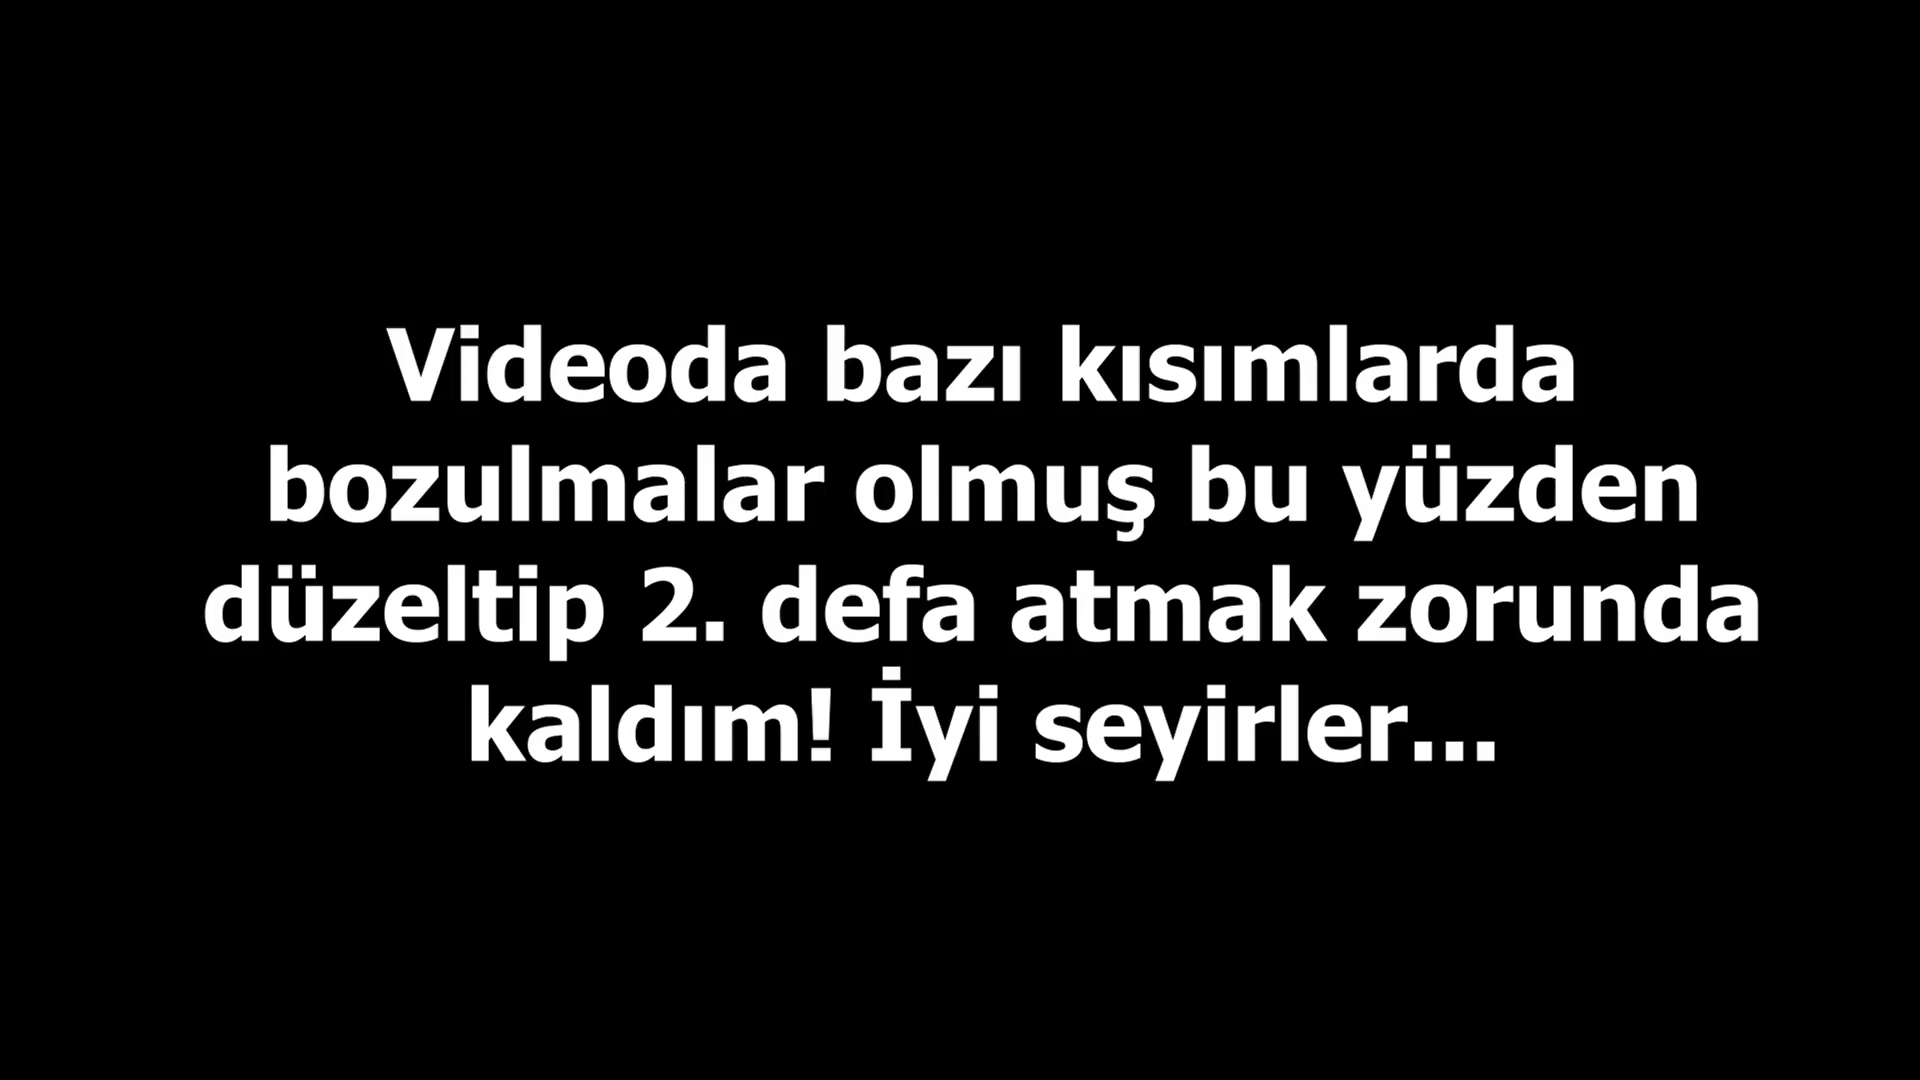 Videoda bazı kısımlarda
bozulmalar olmuş bu yüzden
düzeltip 2. defa atmak zorunda
kaldım! İyi seyirler...